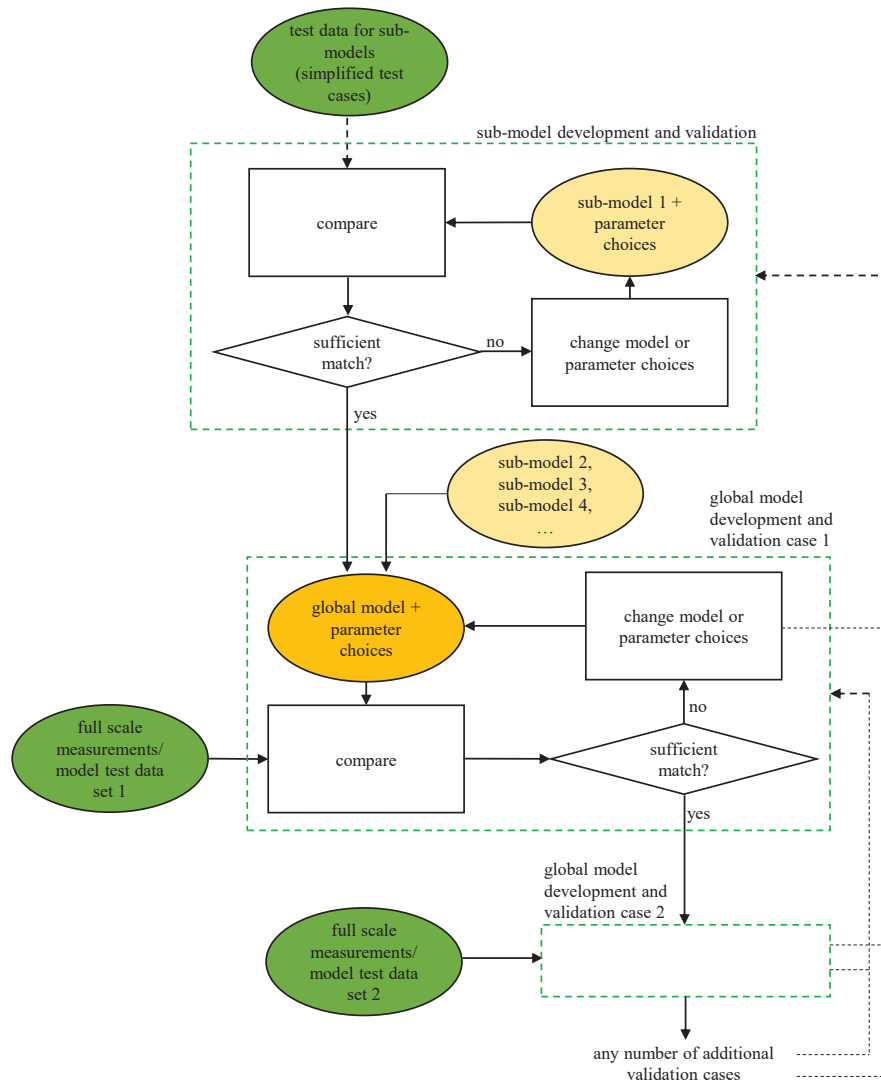 test data for sub-
models
(simplified test
cases)
sub-model development and validation
compare
sub-model 1 +
parameter
choices
sufficient
match?
no
change model or
parameter choices
yes
sub-model 2,
sub-model 3,
sub-model 4,
…
global model
development and
validation case 1
global model +
parameter
choices
change model or
parameter choices
no
full scale
measurements/
model test data
set 1
compare
sufficient
match?
yes
global model
development and
validation case 2
full scale
measurements/
model test data
set 2
any number of additional
validation cases